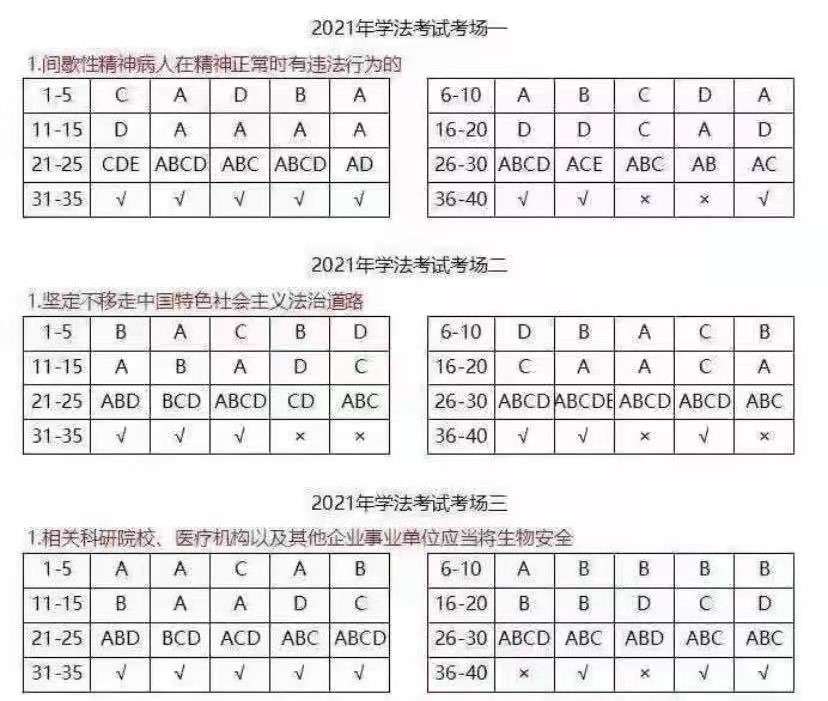 2021年学法考试考场一
1.间歇性精神病人在精神正常时有违法行为的
1-5 C A D B A 6-10 A B C D A
11-15 D A A A A 16-20 D D C A D
21-25 CDE ABCD ABC ABCD AD 26-30 ABCD ACE ABC AB AC
31-35 √ √ √ √ √ 36-40 √ √ × × √
2021年学法考试考场二
1.坚定不移走中国特色社会主义法治道路
1-5 B A C B D 6-10 D B A C B
11-15 A B A D C 16-20 C A A C A
21-25 ABD BCD ABCD CD ABC 26-30 ABCD ABCDE ABCD ABCD ABC
31-35 √ √ √ × × 36-40 √ √ × √ ×
2021年学法考试考场三
1.相关科研院校、医疗机构以及其他企业事业单位应当将生物安全
1-5 A A C A B 6-10 A B B B B
11-15 B A A D C 16-20 B B D C D
21-25 ABD BCD ACD ABC ABCD 26-30 ABCD ABC ABD ABC ABC
31-35 √ √ √ √ √ 36-40 × √ × √ √